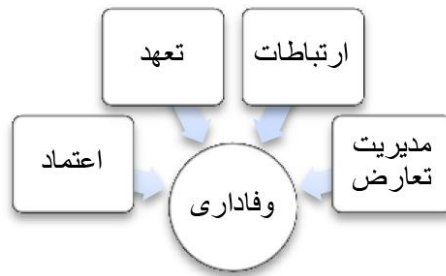 ارتباطات
تعهد
مدیریت
تعارض
اعتماد
وفاداری